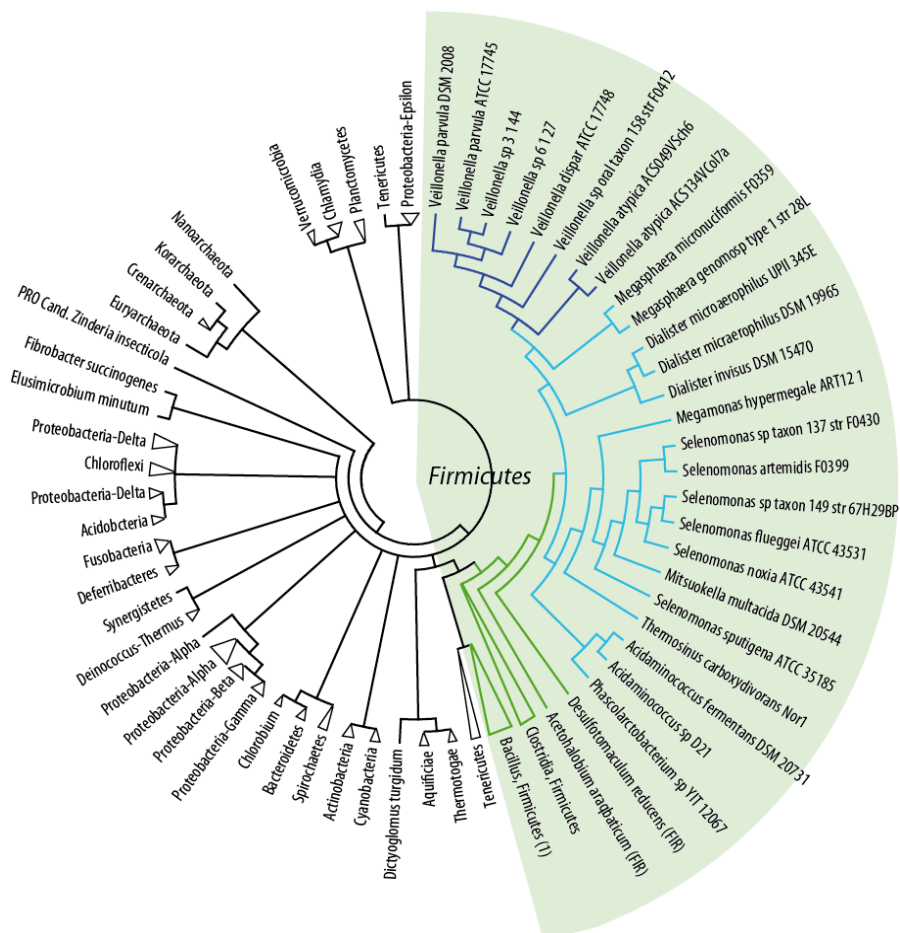 Veillonella parvula DSM 2008
Veillonella parvula ATCC 17745
Veillonella sp 3 1 44
Veillonella sp 6 1 27
Veillonella dispar ATCC 17748
Veillonella sp oral taxon 158 str F0412
Veillonella atypica ACS049VSch6
Veillonella atypica ACS134VCol7a
Megasphaera micronuciformis F0359
Megasphaera genomosp type 1 str 28L
Dialister microaerophilus UPII 345E
Dialister micraerophilus DSM 19965
Dialister invisus DSM 15470
Megamonas hypermegale ART12 1
Selenomonas sp taxon 137 str F0430
Selenomonas artemidis F0399
Selenomonas sp taxon 149 str 67H29BP
Selenomonas flueggei ATCC 43531
Selenomonas noxia ATCC 43541
Mitsuokella multacida DSM 20544
Selenomonas sputigena ATCC 35185
Thermosinus carboxydivorans Nor1
Acidaminococcus fermentans DSM 20731
Acidaminococcus sp D21
Phascolarctobacterium sp YIT 12067
Desulfotomaculum reducens (FIR)
Acetohalobium araqbaticum (FIR)
Clostridia, Firmicutes
Bacillus, Firmicutes (1)
Tenericutes
Thermotogae
Aquificiae
Dictyoglomus turgidum
Cyanobacteria
Actinobacteria
Spirochaetes
Bacteroidetes
Chlorobium
Proteobacteria-Gamma
Proteobacteria-Beta
Proteobacteria-Alpha
Proteobacteria-Alpha
Deinococcus-Thermus
Synergistetes
Deferribacteres
Fusobacteria
Acidobcteria
Proteobacteria-Delta
Chloroflexi
Proteobacteria-Delta
Elusimicrobium minutum
Fibrobacter succinogenes
PRO Cand. Zinderia insecticola
Euryarchaeota
Crenarchaeota
Korarchaeota
Nanoarchaeota
Verrucomicrobia
Chlamydia
Planctomycetes
Tenericutes
Proteobacteria-Epsilon
Firmicutes